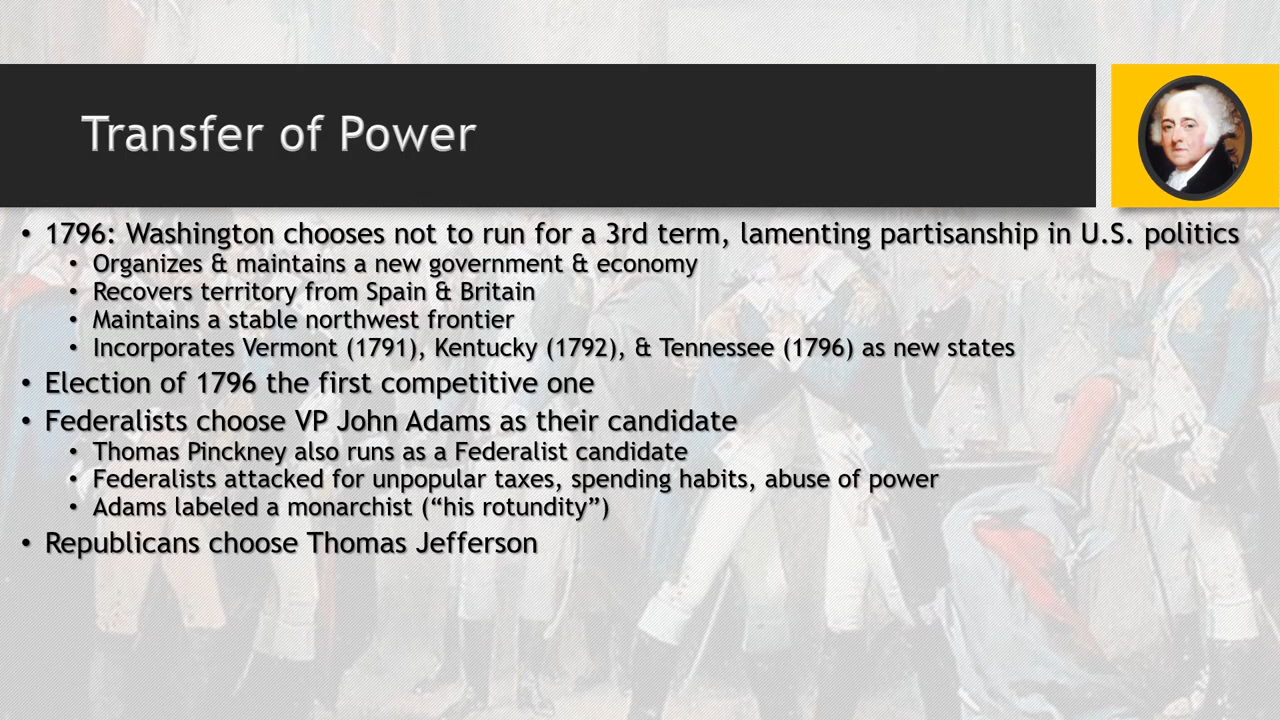 Transfer of Power
• 1796: Washington chooses not to run for a 3rd term, lamenting partisanship in U.S. politics
• Organizes & maintains a new government & economy
• Recovers territory from Spain & Britain
• Maintains a stable northwest frontier
• Incorporates Vermont (1791), Kentucky (1792), & Tennessee (1796) as new states
• Election of 1796 the first competitive one
• Federalists choose VP John Adams as their candidate
• Thomas Pinckney also runs as a Federalist candidate
• Federalists attacked for unpopular taxes, spending habits, abuse of power
• Adams labeled a monarchist (“his rotundity”)
• Republicans choose Thomas Jefferson